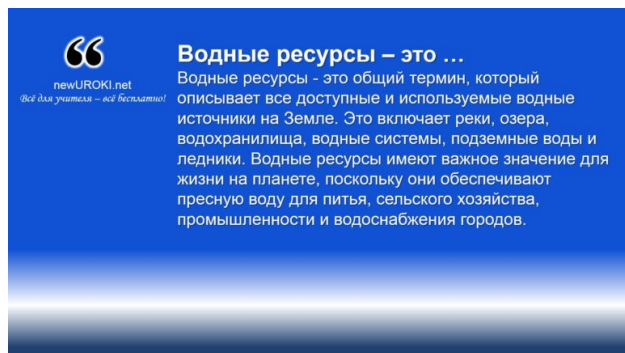 newUROKI.net
Всё для учителя – всё бесплатно!
Водные ресурсы – это ...
Водные ресурсы - это общий термин, который
описывает все доступные и используемые водные
источники на Земле. Это включает реки, озера,
водохранилища, водные системы, подземные воды и
ледники. Водные ресурсы имеют важное значение для
жизни на планете, поскольку они обеспечивают
пресную воду для питья, сельского хозяйства,
промышленности и водоснабжения городов.